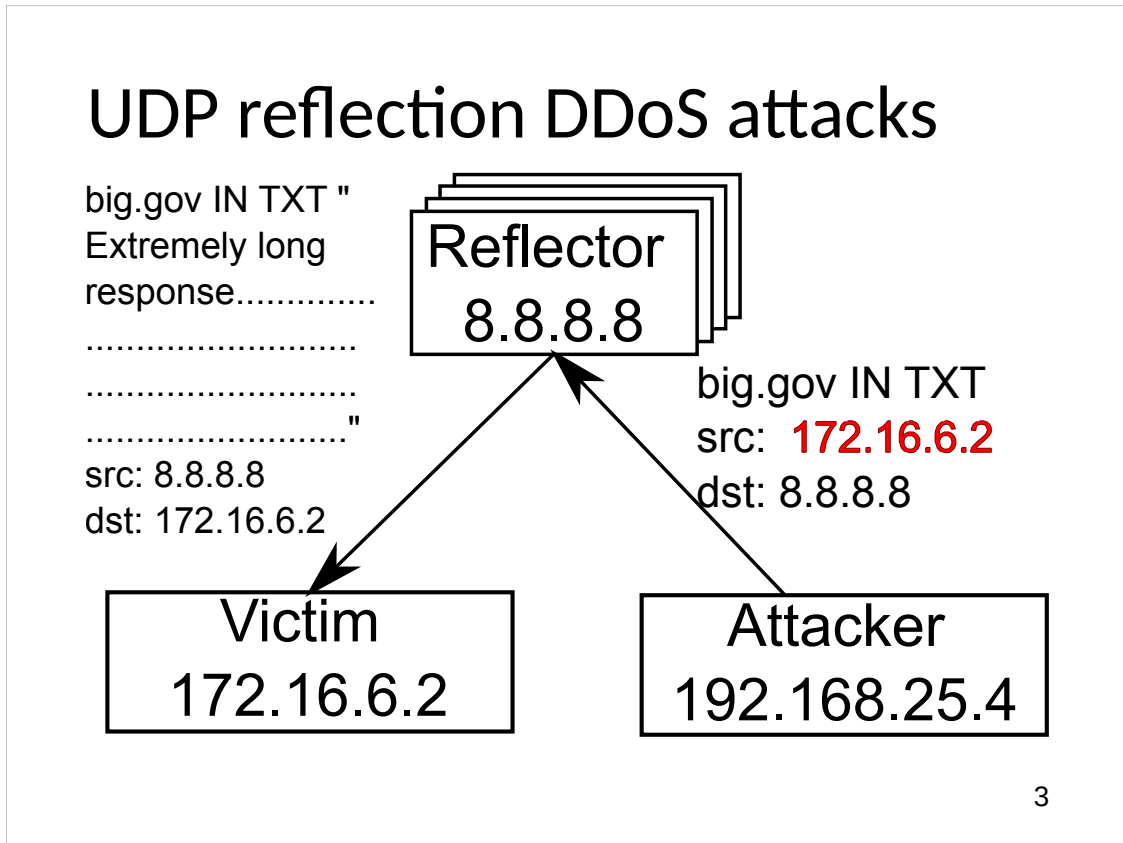 UDP reflection DDoS attacks
big.gov IN TXT "
Extremely long
response..............
...........................
...........................
.........................."
src: 8.8.8.8
dst: 172.16.6.2
Reflector
8.8.8.8
big.gov IN TXT
src: 172.16.6.2
dst: 8.8.8.8
Victim
172.16.6.2
Attacker
192.168.25.4
3